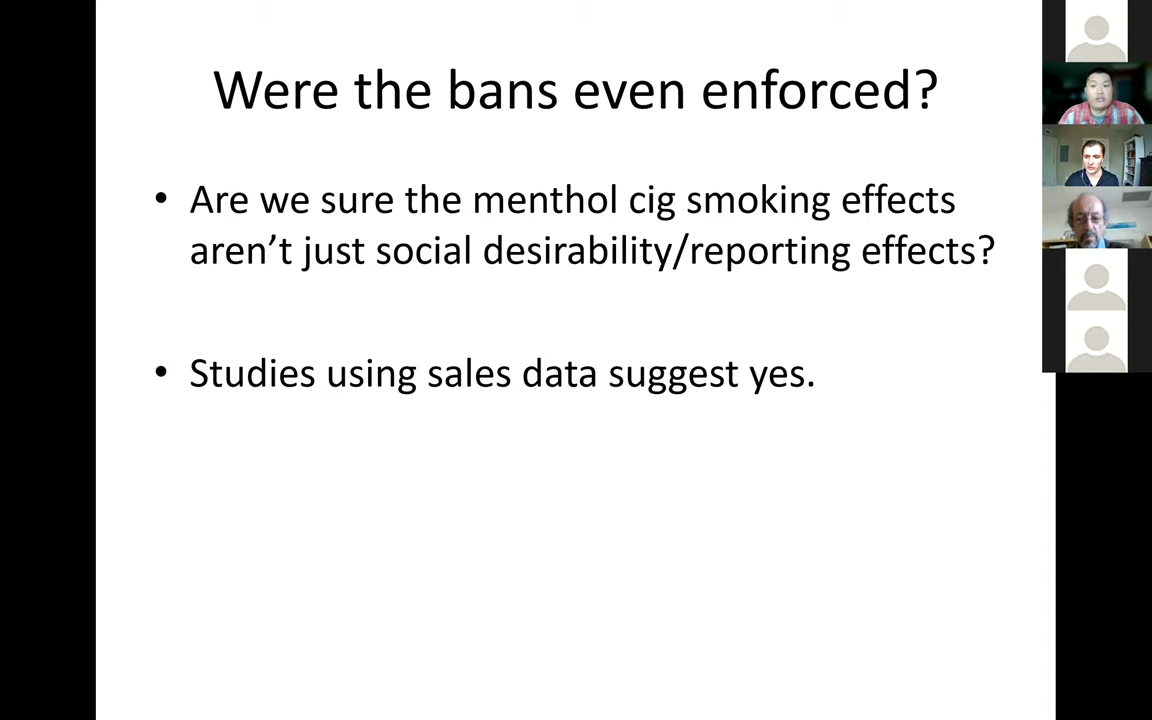 Were the bans even enforced?
• Are we sure the menthol cig smoking effects
aren’t just social desirability/reporting effects?
• Studies using sales data suggest yes.